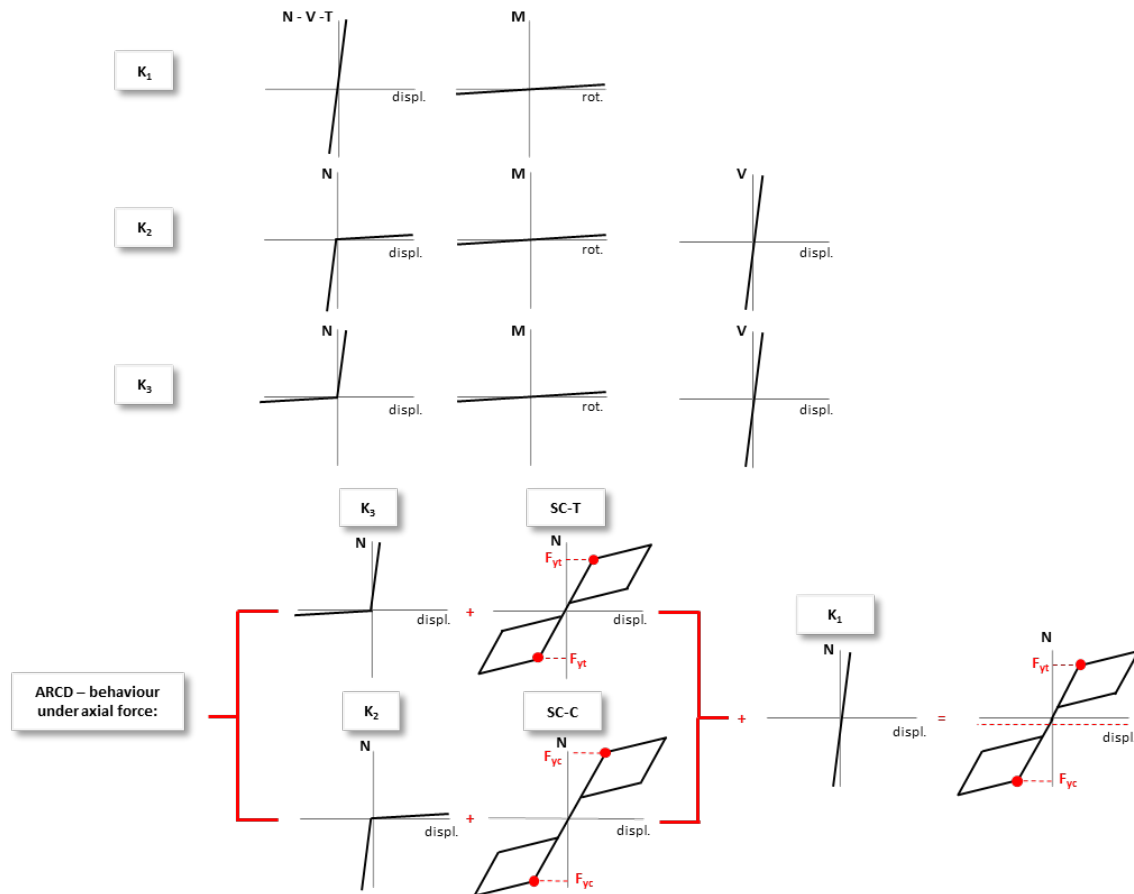 N - V -T
M
K1
displ.
rot.
N
M
V
K2
displ.
rot.
displ.
N
M
V
K3
displ.
rot.
displ.
K3
SC-T
N
N
Fyt
displ.
+
displ.
Fyt
K1
N
N
Fyt
ARCD – behaviour
under axial force:
K2
SC-C
+
displ.
=
displ.
N
N
Fyc
Fyc
displ.
+
displ.
Fyc